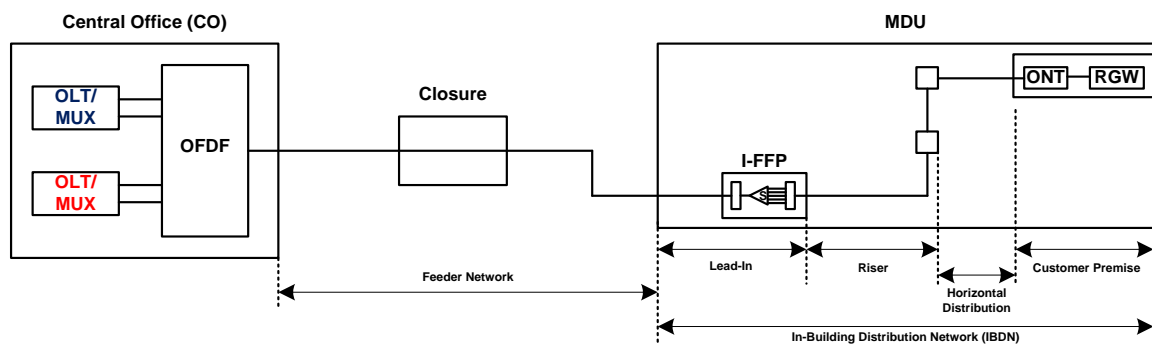 Central Office (CO)
MDU
OLT/
MUX
OFDF
OLT/
MUX
Closure
I-FFP
S
ONT
RGW
Feeder Network
Lead-In
Riser
Horizontal
Distribution
Customer Premise
In-Building Distribution Network (IBDN)